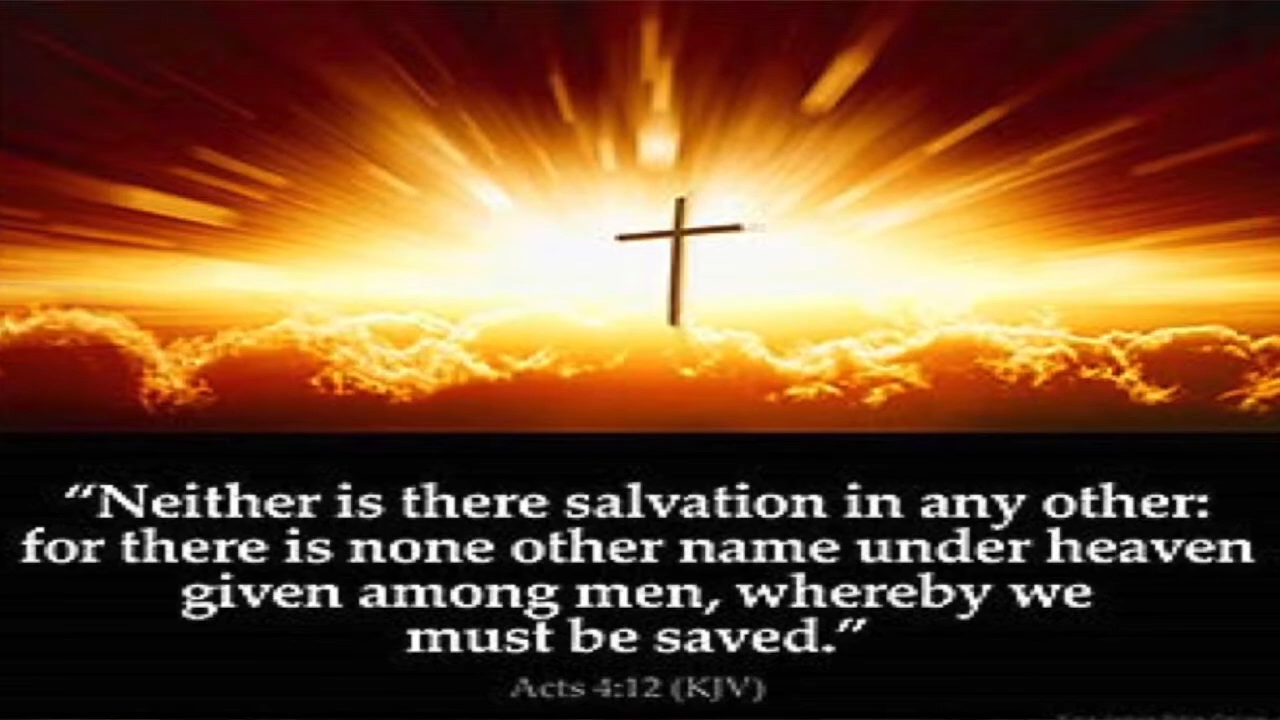 “Neither is there salvation in any other:
for there is none other name under heaven
given among men, whereby we
must be saved.”
Acts 4:12 (KJV)